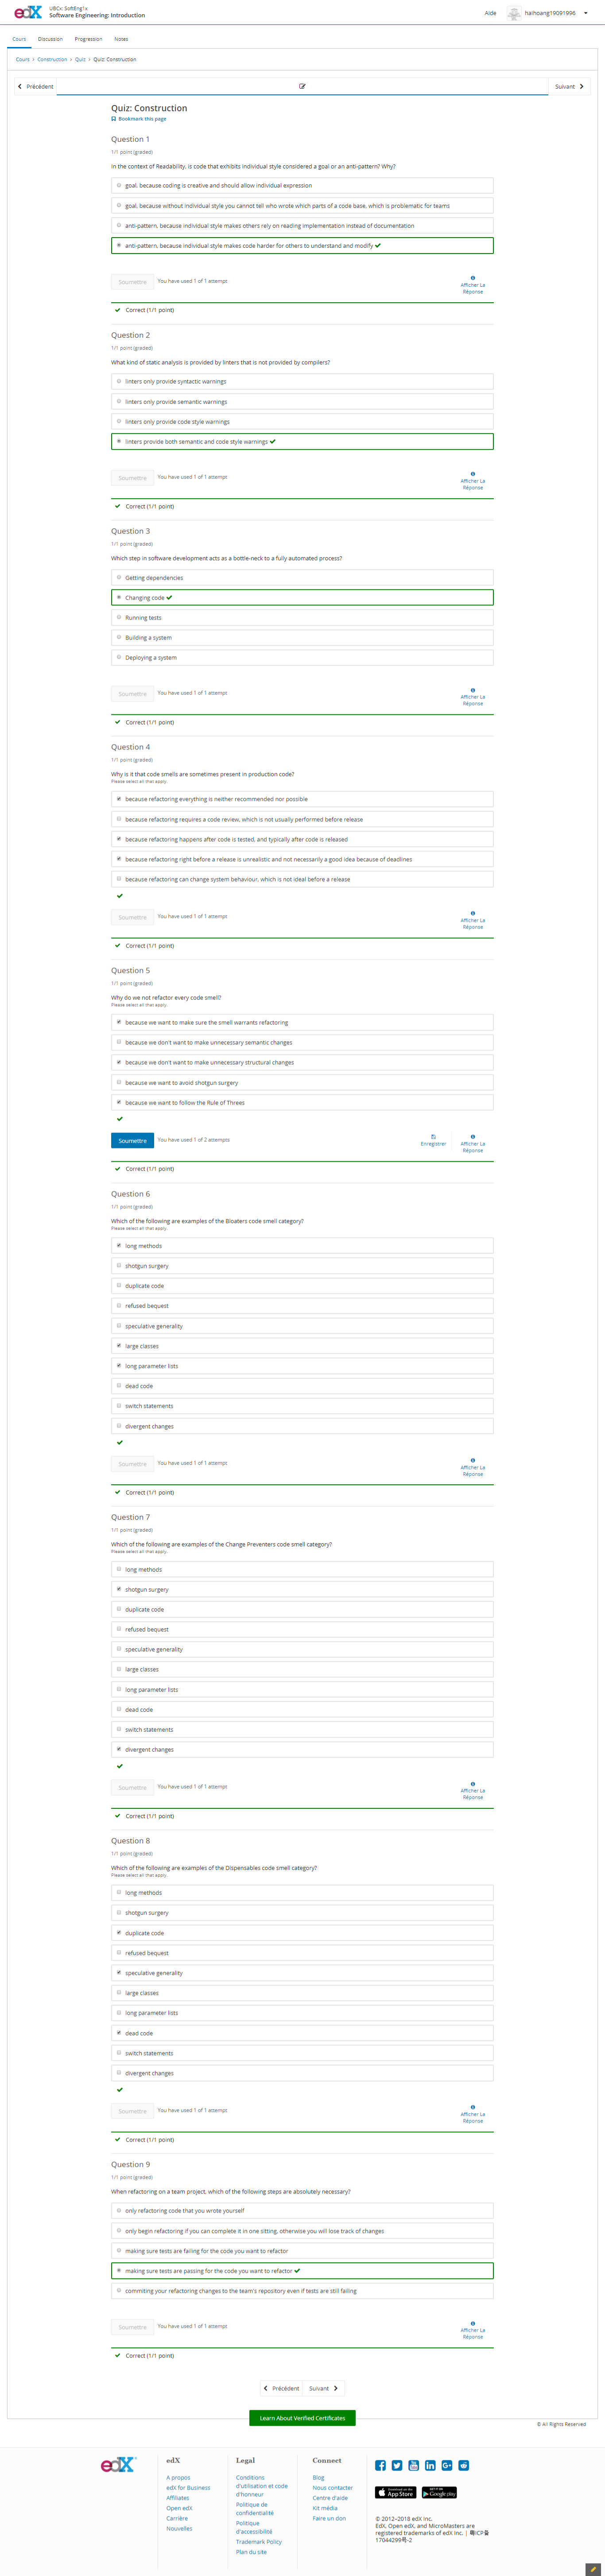 edX
UBCx: SoftEng1x
Software Engineering: Introduction
Aide
haihoang19091996
Cours
Discussion
Progression
Notes
Cours > Construction > Quiz > Quiz: Construction
Précédent
Suivant
Quiz: Construction
Bookmark this page
Question 1
1/1 point (graded)
In the context of Readability, is code that exhibits individual style considered a goal or an anti-pattern? Why?
goal, because coding is creative and should allow individual expression
goal, because without individual style you cannot tell who wrote which parts of a code base, which is problematic for teams
anti-pattern, because individual style makes others rely on reading implementation instead of documentation
anti-pattern, because individual style makes code harder for others to understand and modify ✔
Soumettre
You have used 1 of 1 attempt
Afficher La
Réponse
✔ Correct (1/1 point)
Question 2
1/1 point (graded)
What kind of static analysis is provided by linters that is not provided by compilers?
linters only provide syntactic warnings
linters only provide semantic warnings
linters only provide code style warnings
linters provide both semantic and code style warnings ✔
Soumettre
You have used 1 of 1 attempt
Afficher La
Réponse
✔ Correct (1/1 point)
Question 3
1/1 point (graded)
Which step in software development acts as a bottle-neck to a fully automated process?
Getting dependencies
Changing code ✔
Running tests
Building a system
Deploying a system
Soumettre
You have used 1 of 1 attempt
Afficher La
Réponse
✔ Correct (1/1 point)
Question 4
1/1 point (graded)
Why is it that code smells are sometimes present in production code?
Please select all that apply.
because refactoring everything is neither recommended nor possible
because refactoring requires a code review, which is not usually performed before release
because refactoring happens after code is tested, and typically after code is released
because refactoring right before a release is unrealistic and not necessarily a good idea because of deadlines
because refactoring can change system behaviour, which is not ideal before a release
✔
Soumettre
You have used 1 of 1 attempt
Afficher La
Réponse
✔ Correct (1/1 point)
Question 5
1/1 point (graded)
Why do we not refactor every code smell?
Please select all that apply.
because we want to make sure the smell warrants refactoring
because we don't want to make unnecessary semantic changes
because we don't want to make unnecessary structural changes
because we want to avoid shotgun surgery
because we want to follow the Rule of Threes
✔
Soumettre
You have used 1 of 2 attempts
Enregistrer
Afficher La
Réponse
✔ Correct (1/1 point)
Question 6
1/1 point (graded)
Which of the following are examples of the Bloaters code smell category?
Please select all that apply.
long methods
shotgun surgery
duplicate code
refused bequest
speculative generality
large classes
long parameter lists
dead code
switch statements
divergent changes
✔
Soumettre
You have used 1 of 1 attempt
Afficher La
Réponse
✔ Correct (1/1 point)
Question 7
1/1 point (graded)
Which of the following are examples of the Change Preventers code smell category?
Please select all that apply.
long methods
shotgun surgery
duplicate code
refused bequest
speculative generality
large classes
long parameter lists
dead code
switch statements
divergent changes
✔
Soumettre
You have used 1 of 1 attempt
Afficher La
Réponse
✔ Correct (1/1 point)
Question 8
1/1 point (graded)
Which of the following are examples of the Dispensables code smell category?
Please select all that apply.
long methods
shotgun surgery
duplicate code
refused bequest
speculative generality
large classes
long parameter lists
dead code
switch statements
divergent changes
✔
Soumettre
You have used 1 of 1 attempt
Afficher La
Réponse
✔ Correct (1/1 point)
Question 9
1/1 point (graded)
When refactoring on a team project, which of the following steps are absolutely necessary?
only refactoring code that you wrote yourself
only begin refactoring if you can complete it in one sitting, otherwise you will lose track of changes
making sure tests are failing for the code you want to refactor
making sure tests are passing for the code you want to refactor ✔
commiting your refactoring changes to the team's repository even if tests are still failing
Soumettre
You have used 1 of 1 attempt
Afficher La
Réponse
✔ Correct (1/1 point)
Précédent
Suivant
Learn About Verified Certificates
© All Rights Reserved
edX
edX
A propos
edX for Business
Affiliates
Open edX
Carrière
Nouvelles
Legal
Conditions
d'utilisation et code
d'honneur
Politique de
confidentialité
Politique
d'accessibilité
Trademark Policy
Plan du site
Connect
Blog
Nous contacter
Centre d'aide
Kit média
Faire un don
App Store
Google play
© 2012–2018 edX Inc.
EdX, Open edX, and MicroMasters are
registered trademarks of edX Inc. | 粤ICP备
17044299号-2